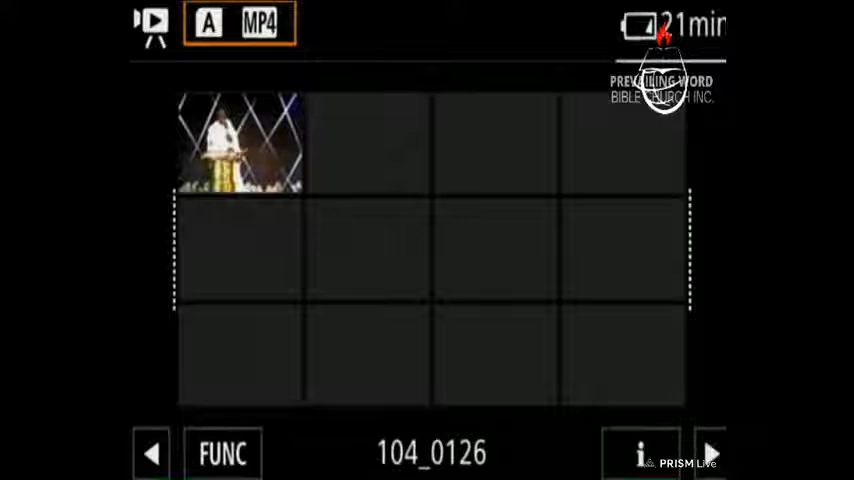 A MP4
21min
PREVAILING WORD
BIBLE CHURCH INC.
FUNC 104_0126 i
PRISM Live